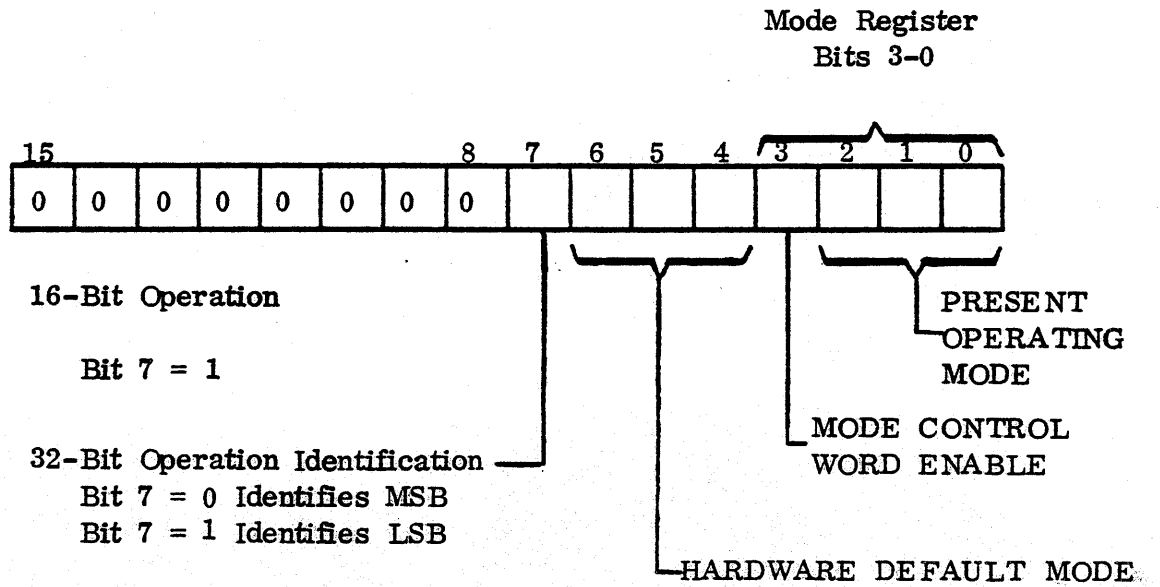 Mode Register
Bits 3-0
15 8 7 6 5 4 3 2 1 0
0 0 0 0 0 0 0 0
16-Bit Operation
Bit 7 = 1
32-Bit Operation Identification
Bit 7 = 0 Identifies MSB
Bit 7 = 1 Identifies LSB
PRESENT
OPERATING
MODE
MODE CONTROL
WORD ENABLE
HARDWARE DEFAULT MODE